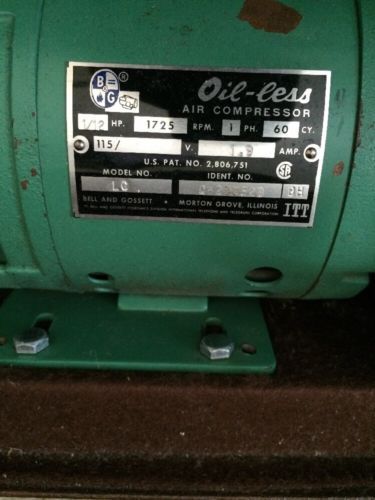 B & G ®
Oil-less
AIR COMPRESSOR
1/12 HP. 1725 RPM. 1 PH. 60 CY.
115/ V. AMP.
U.S. PAT. NO. 2,806,751 SA
MODEL NO. IDENT. NO.
LC
BELL AND GOSSETT • MORTON GROVE, ILLINOIS ITT